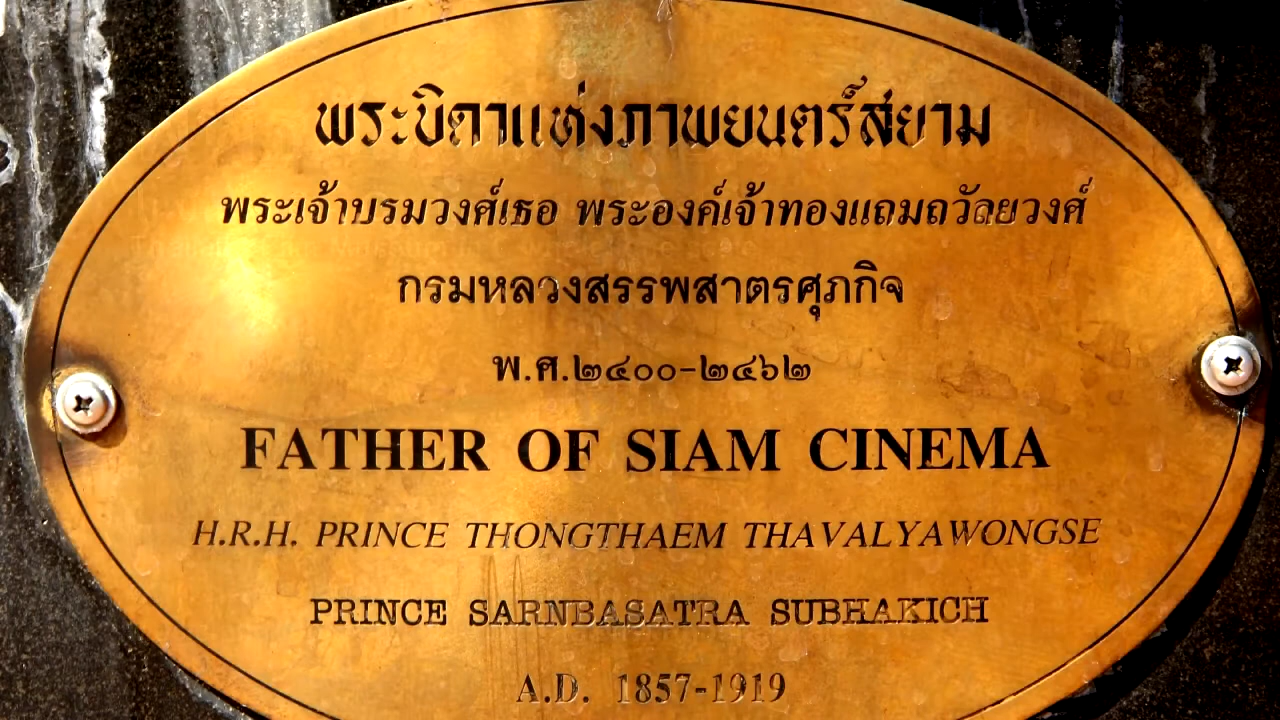 พระบิดาแห่งภาพยนตร์สยาม
พระเจ้าบรมวงศ์เธอ พระองค์เจ้าทองแถมถวัลยวงศ์
กรมหลวงสรรพสาตรศุภกิจ
พ.ศ.๒๔๐๐-๒๔๖๒
FATHER OF SIAM CINEMA
H.R.H. PRINCE THONGTHAEM THAVALYAWONGSE
PRINCE SARNBASATRA SUBHAKICH
A.D. 1857-1919